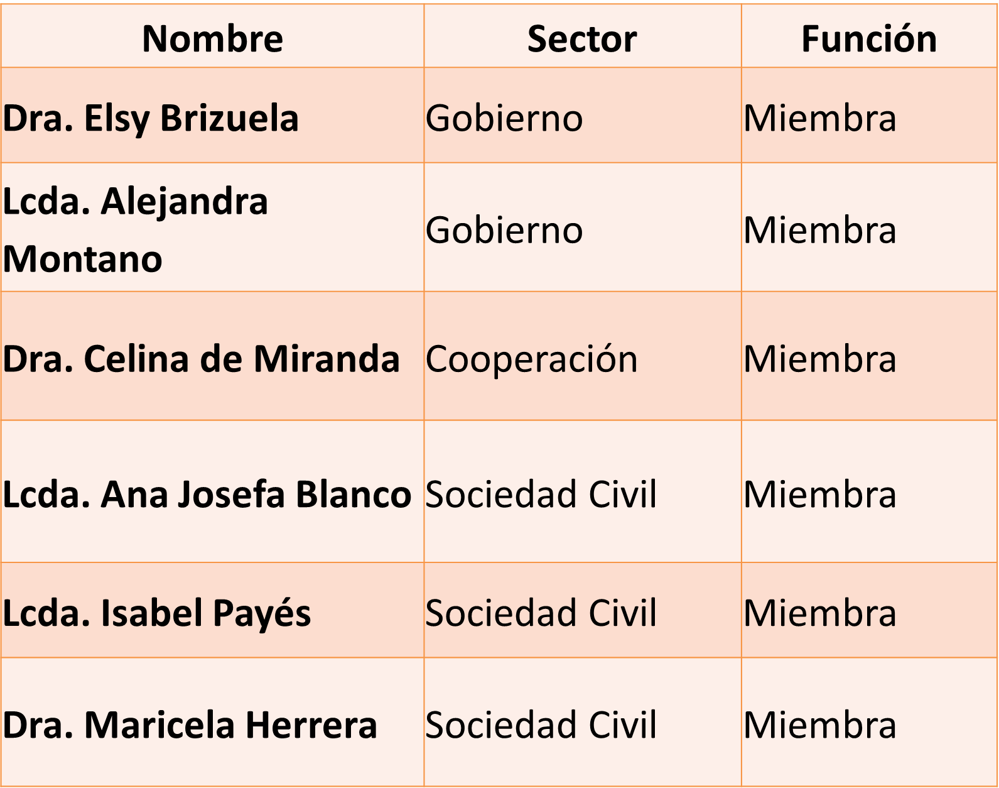 Nombre Sector Función
Dra. Elsy Brizuela Gobierno Miembra
Lcda. Alejandra
Montano Gobierno Miembra
Dra. Celina de Miranda Cooperación Miembra
Lcda. Ana Josefa Blanco Sociedad Civil Miembra
Lcda. Isabel Payés Sociedad Civil Miembra
Dra. Maricela Herrera Sociedad Civil Miembra